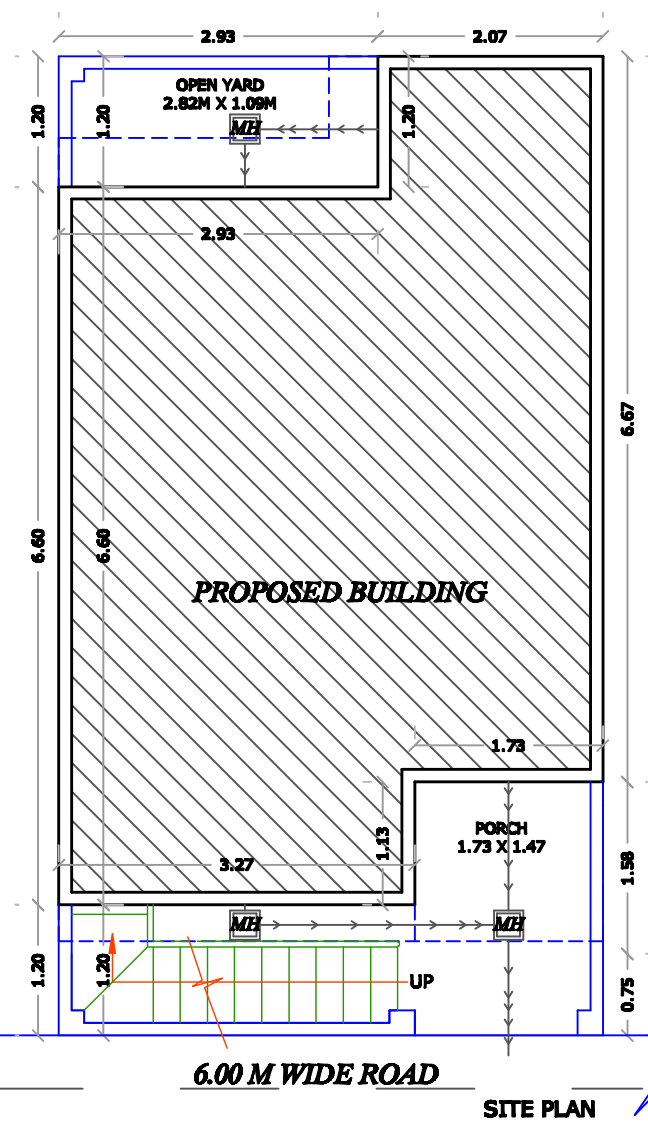 2.93
2.07
OPEN YARD
2.82M X 1.09M
1.20
1.20
1.20
MH
2.93
6.67
6.60
6.60
PROPOSED BUILDING
1.73
PORCH
1.73 X 1.47
1.13
3.27
1.58
MH
MH
1.20
1.20
UP
0.75
6.00 M WIDE ROAD
SITE PLAN